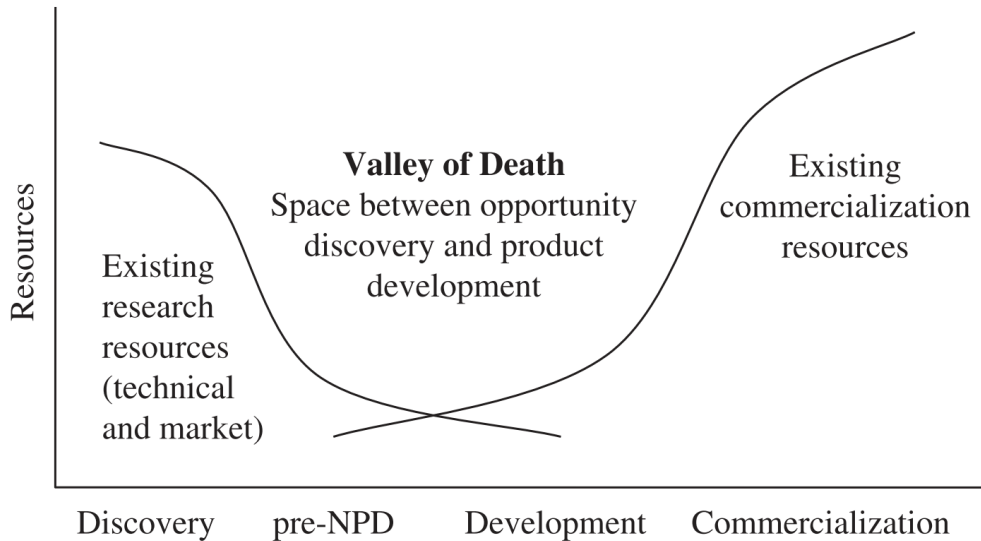 Valley of Death
Space between opportunity
discovery and product
development
Existing
commercialization
resources
Existing
research
resources
(technical
and market)
Resources
Discovery
pre-NPD
Development
Commercialization